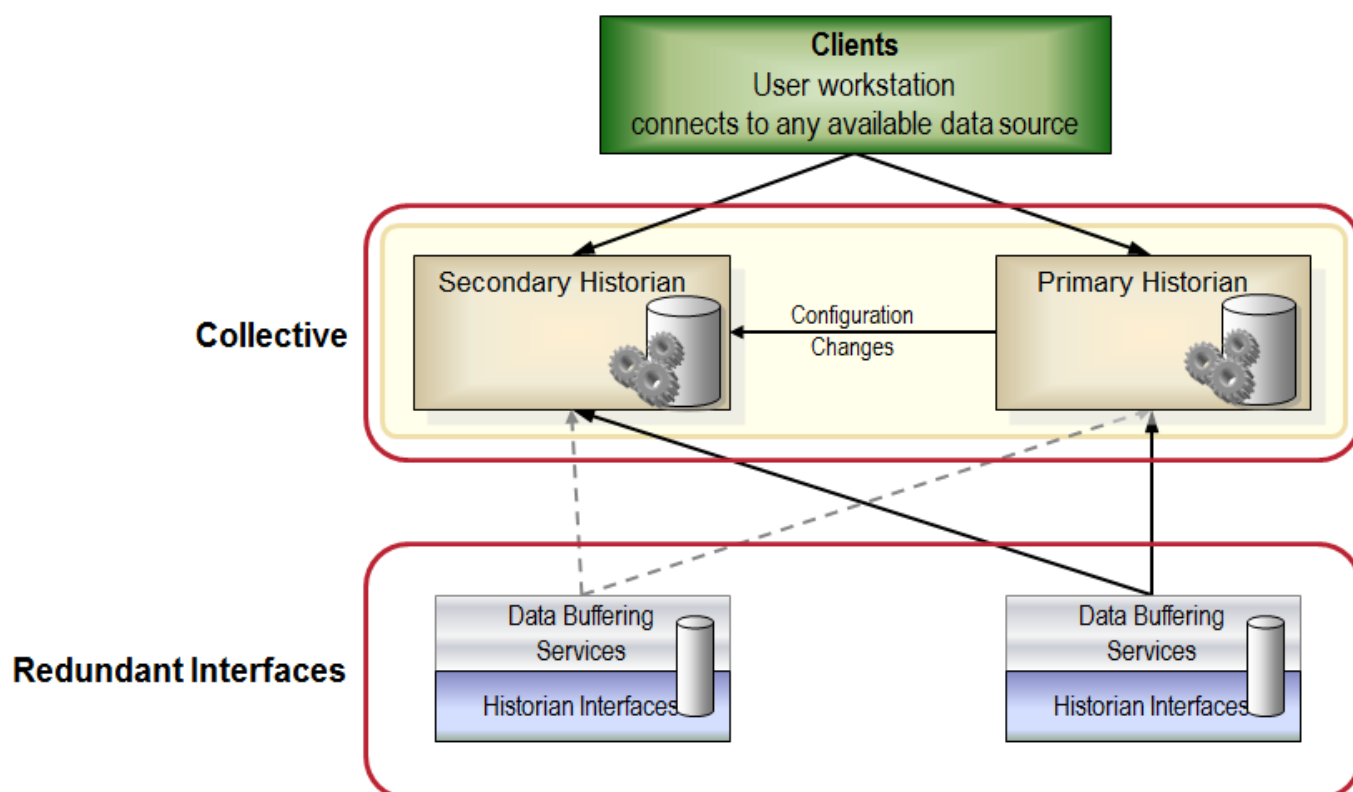 Clients
User workstation
connects to any available data source
Secondary Historian
Primary Historian
Configuration
Changes
Collective
Data Buffering
Services
Historian Interfaces
Data Buffering
Services
Historian Interfaces
Redundant Interfaces